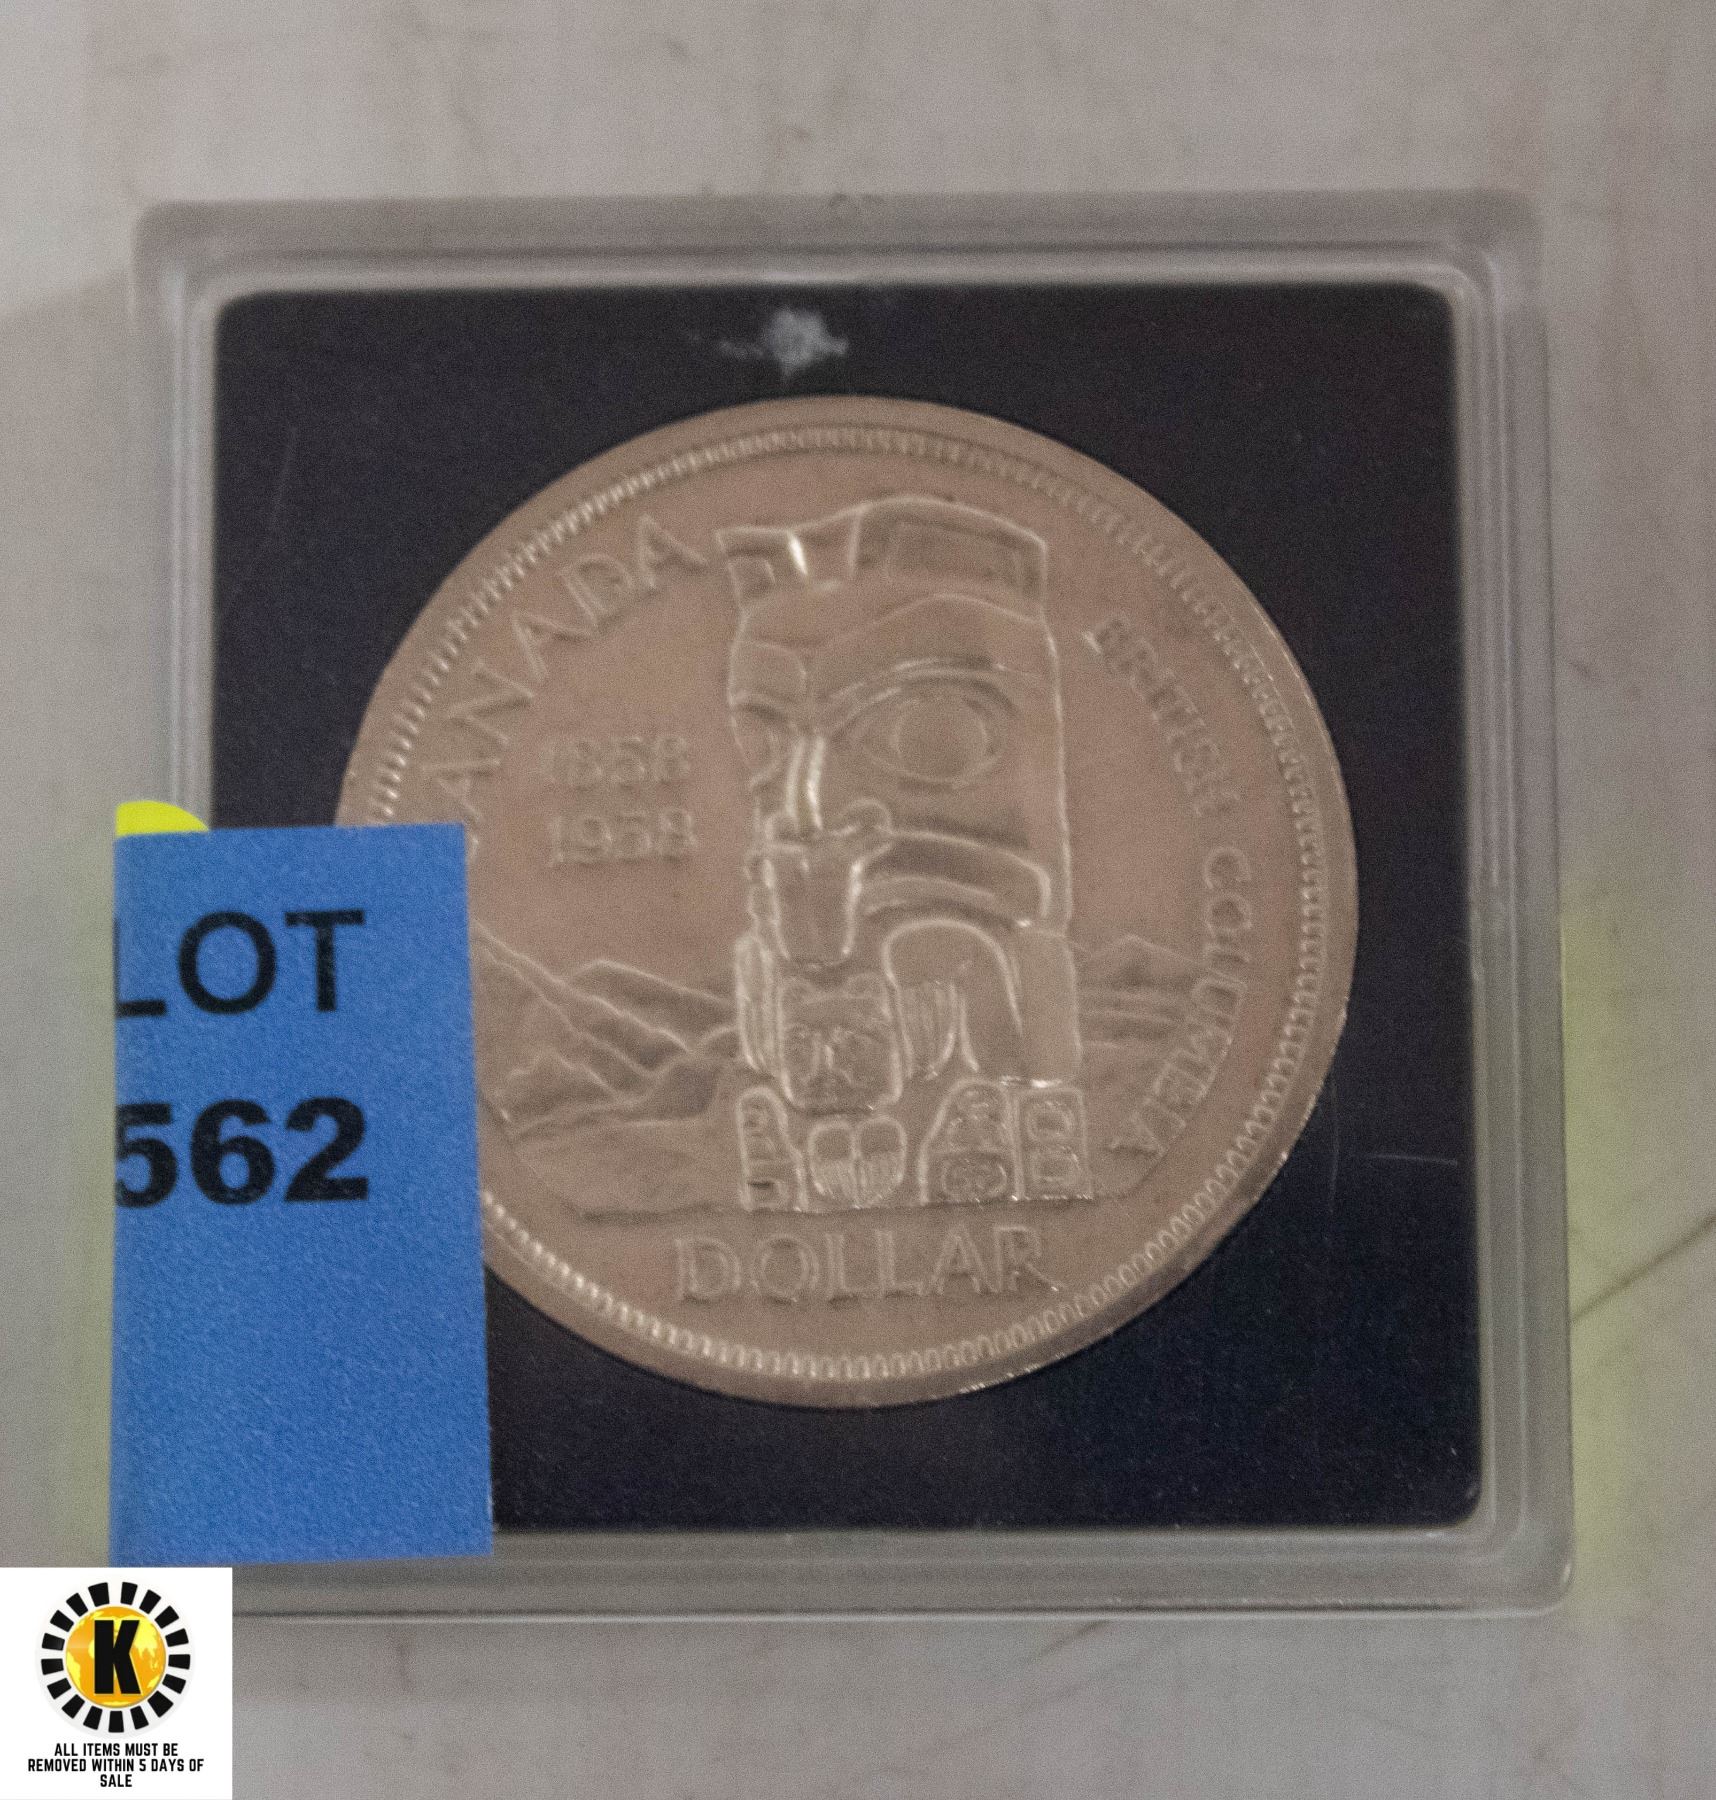 CANADA
1858
1958
BRITISH COLUMBIA
DOLLAR
LOT
562
K
ALL ITEMS MUST BE
REMOVED WITHIN 5 DAYS OF
SALE